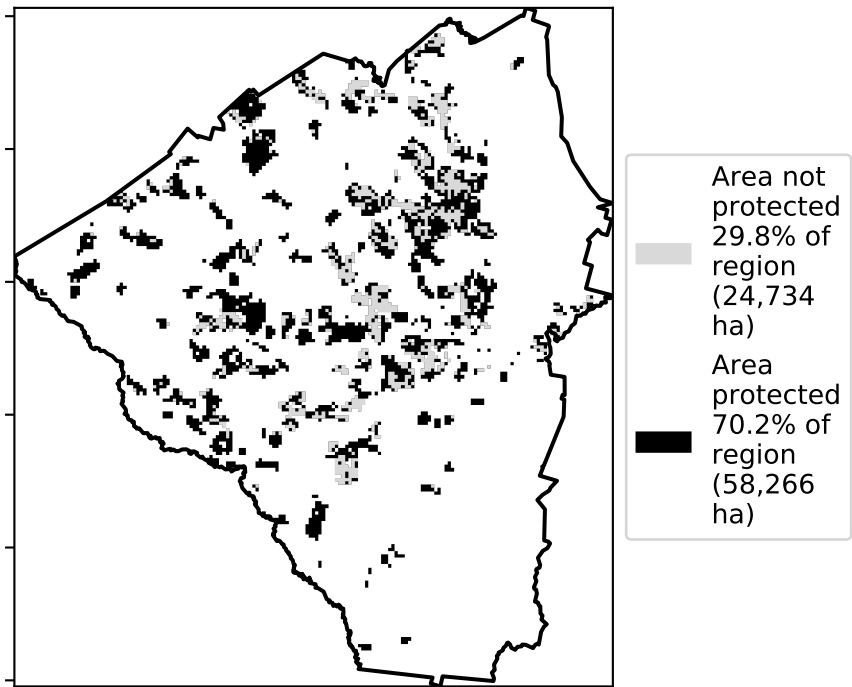 Area not
protected
29.8% of
region
(24,734
ha)
Area
protected
70.2% of
region
(58,266
ha)